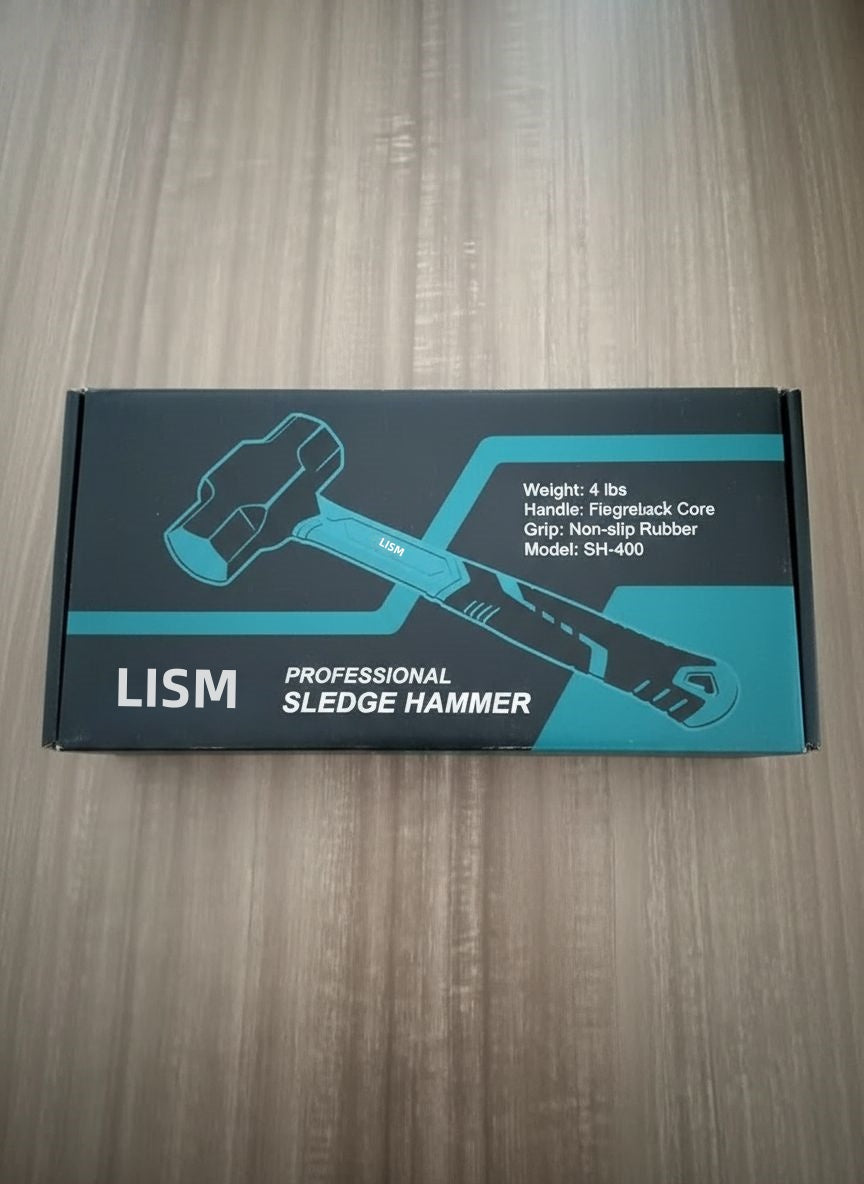 Weight: 4 lbs
Handle: Fiegrelack Core
Grip: Non-slip Rubber
Model: SH-400
LISM
LISM
PROFESSIONAL
SLEDGE HAMMER